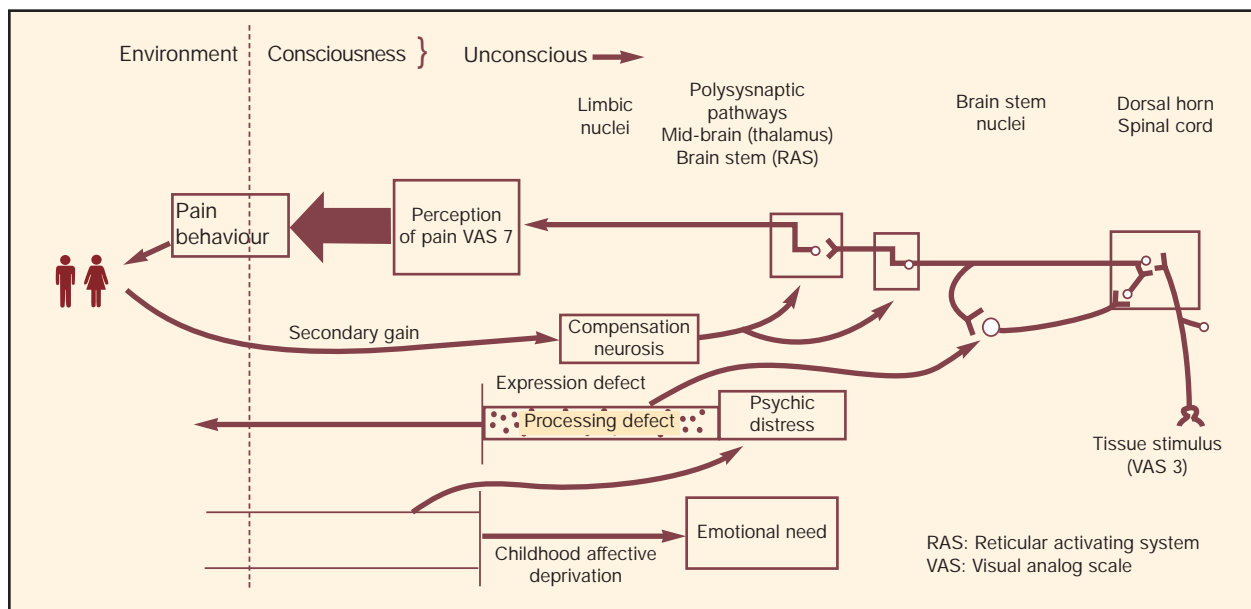 Environment
Consciousness }
Unconscious
Limbic
nuclei
Polysysnaptic
pathways
Mid-brain (thalamus)
Brain stem (RAS)
Brain stem
nuclei
Dorsal horn
Spinal cord
Pain
behaviour
Perception
of pain VAS 7
Secondary gain
Compensation
neurosis
Expression defect
Processing defect
Psychic
distress
Tissue stimulus
(VAS 3)
Childhood affective
deprivation
Emotional need
RAS: Reticular activating system
VAS: Visual analog scale